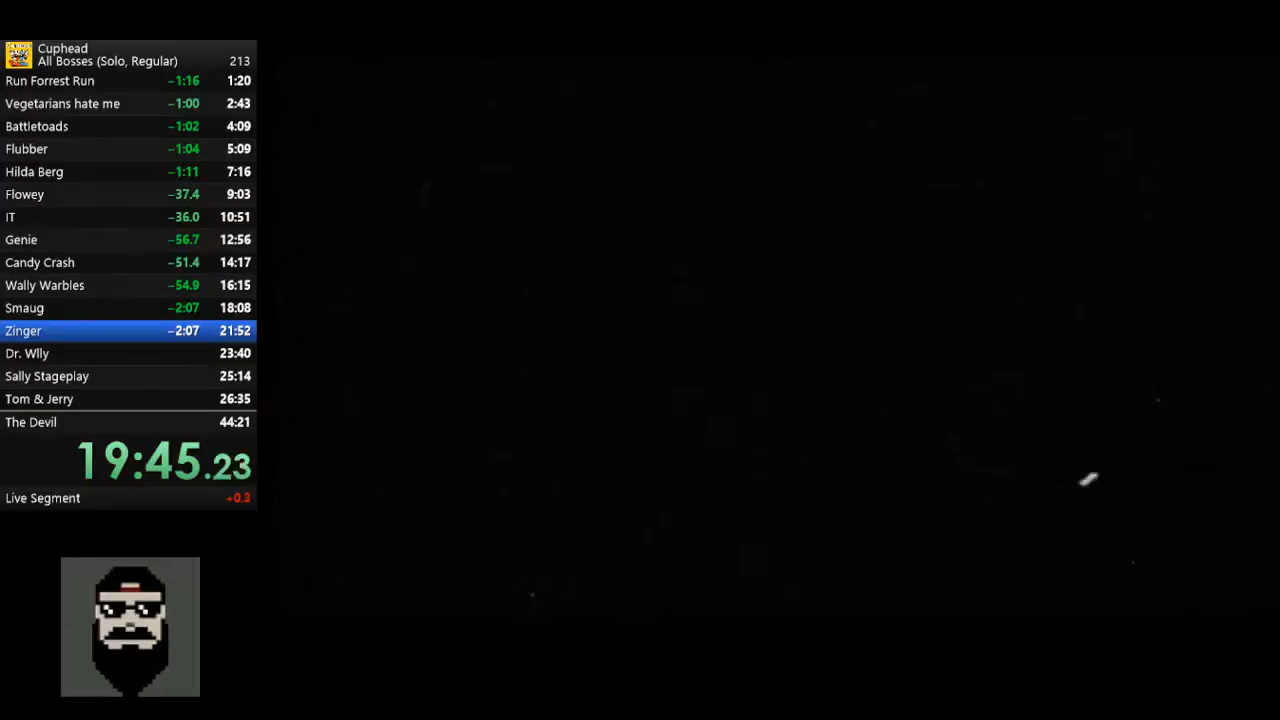 Cuphead
All Bosses (Solo, Regular) 213
Run Forrest Run −1:16 1:20
Vegetarians hate me −1:00 2:43
Battletoads −1:02 4:09
Flubber −1:04 5:09
Hilda Berg −1:11 7:16
Flowey −37.4 9:03
IT −36.0 10:51
Genie −56.7 12:56
Candy Crash −51.4 14:17
Wally Warbles −54.9 16:15
Smaug −2:07 18:08
Zinger −2:07 21:52
Dr. Wlly 23:40
Sally Stageplay 25:14
Tom & Jerry 26:35
The Devil 44:21
19:45.23
Live Segment +0.3